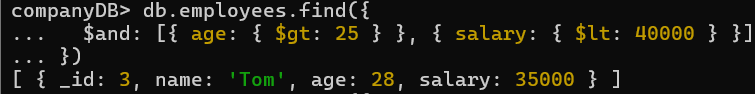 companyDB> db.employees.find({
...   $and: [{ age: { $gt: 25 } }, { salary: { $lt: 40000 } }]
... })
[ { _id: 3, name: 'Tom', age: 28, salary: 35000 } ]